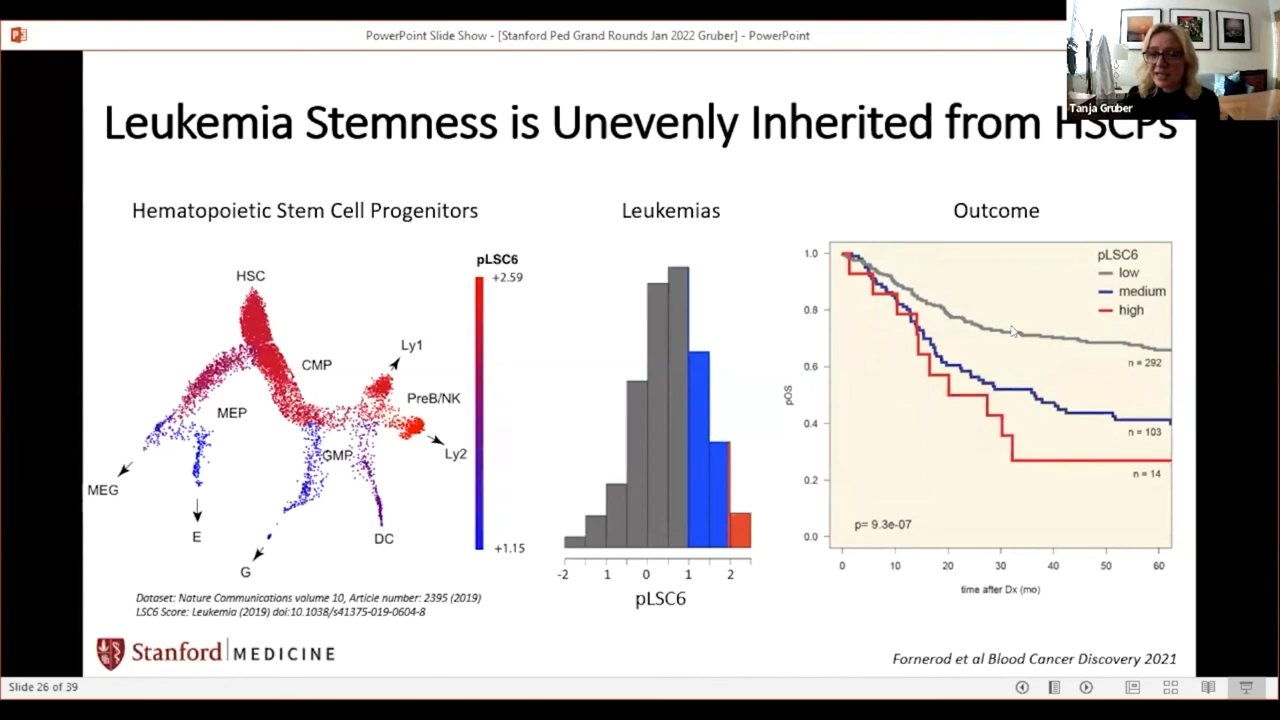 PowerPoint Slide Show - [Stanford Ped Grand Rounds Jan 2022 Gruber] - PowerPoint
Tanja Gruber
Leukemia Stemness is Unevenly Inherited from HSCPs
Hematopoietic Stem Cell Progenitors
HSC
CMP
Ly1
PreB/NK
MEP
GMP
Ly2
MEG
E
DC
G
pLSC6
+2.59
+1.15
Dataset: Nature Communications volume 10, Article number: 2395 (2019)
LSC6 Score: Leukemia (2019) doi:10.1038/s41375-019-0604-8
Leukemias
-2 1 0 1 2
pLSC6
Outcome
pLSC6
low
medium
high
1.0
0.8
0.6
0.4
0.2
0.0
pOS
n = 292
n = 103
n = 14
p= 9.3e-07
0 10 20 30 40 50 60
time after Dx (mo)
Stanford MEDICINE
Fornerod et al Blood Cancer Discovery 2021
Slide 26 of 39